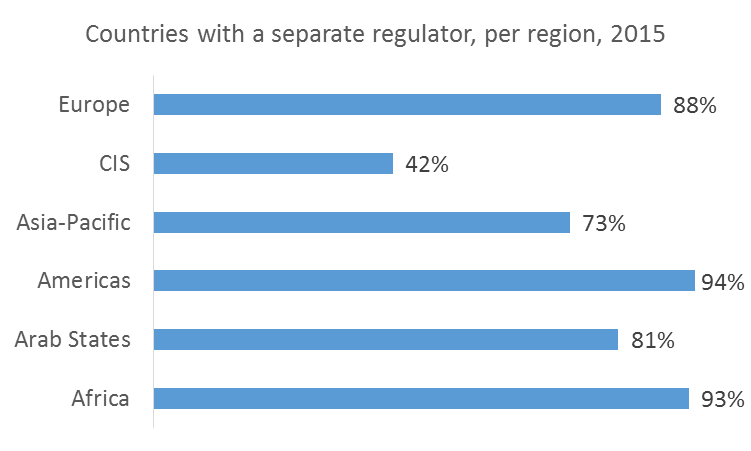 Countries with a separate regulator, per region, 2015
Europe 88%
CIS 42%
Asia-Pacific 73%
Americas 94%
Arab States 81%
Africa 93%